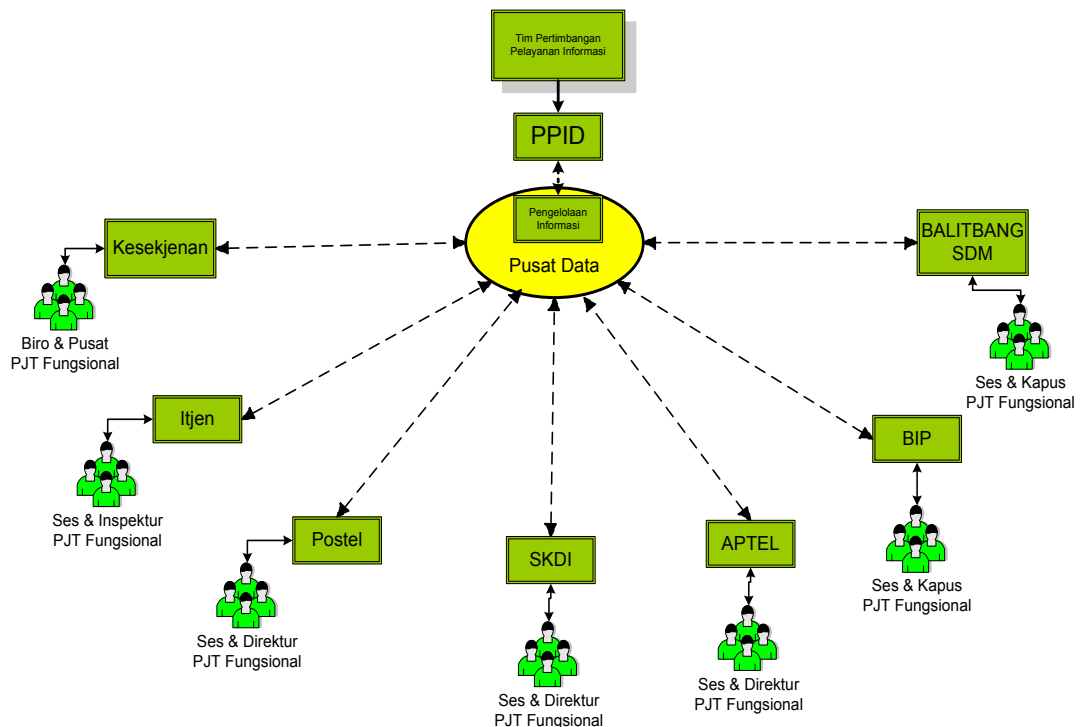 Tim Pertimbangan
Pelayanan Informasi
PPID
Pengelolaan
Informasi
Pusat Data
Kesekjenan
Biro & Pusat
PJT Fungsional
BALITBANG
SDM
Ses & Kapus
PJT Fungsional
Itjen
Ses & Inspektur
PJT Fungsional
BIP
Ses & Kapus
PJT Fungsional
Postel
Ses & Direktur
PJT Fungsional
SKDI
Ses & Direktur
PJT Fungsional
APTEL
Ses & Direktur
PJT Fungsional